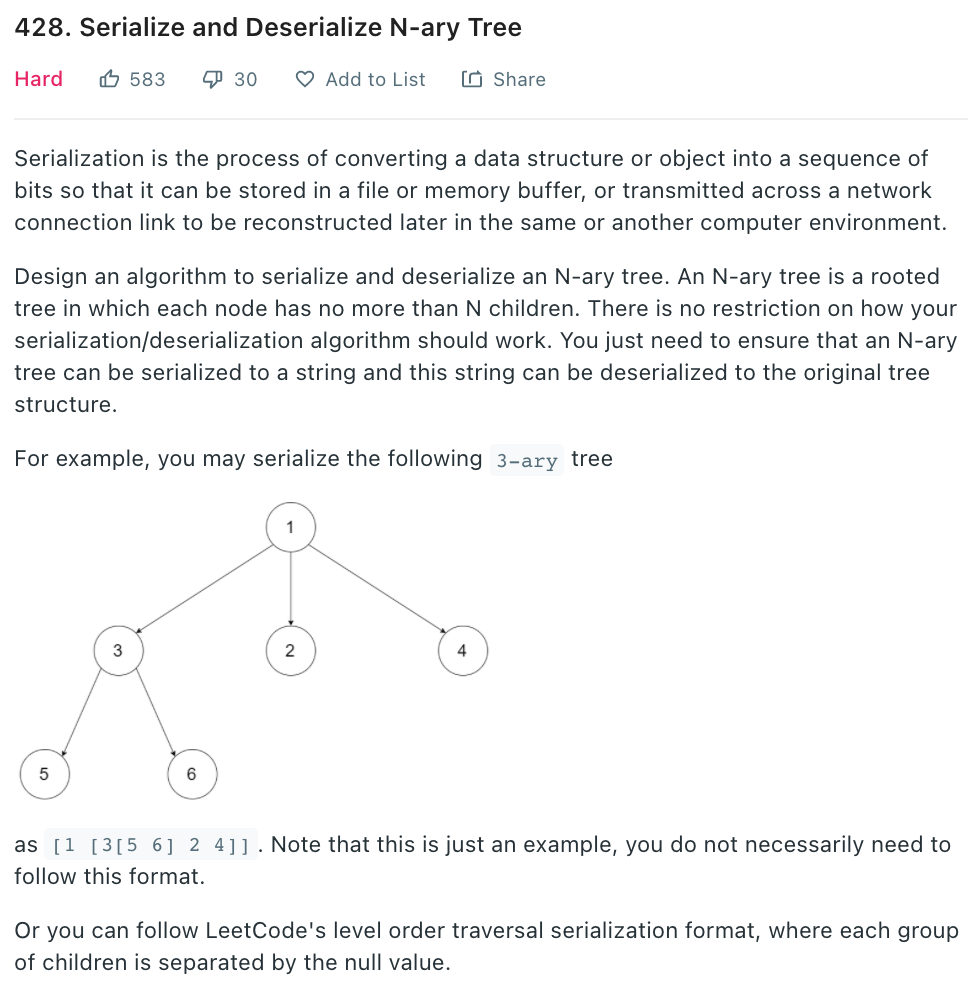 428. Serialize and Deserialize N-ary Tree
Hard 583 30 Add to List Share
Serialization is the process of converting a data structure or object into a sequence of
bits so that it can be stored in a file or memory buffer, or transmitted across a network
connection link to be reconstructed later in the same or another computer environment.
Design an algorithm to serialize and deserialize an N-ary tree. An N-ary tree is a rooted
tree in which each node has no more than N children. There is no restriction on how your
serialization/deserialization algorithm should work. You just need to ensure that an N-ary
tree can be serialized to a string and this string can be deserialized to the original tree
structure.
For example, you may serialize the following 3-ary tree
1
3 2 4
5 6
as [1 [3[5 6] 2 4]]. Note that this is just an example, you do not necessarily need to
follow this format.
Or you can follow LeetCode's level order traversal serialization format, where each group
of children is separated by the null value.